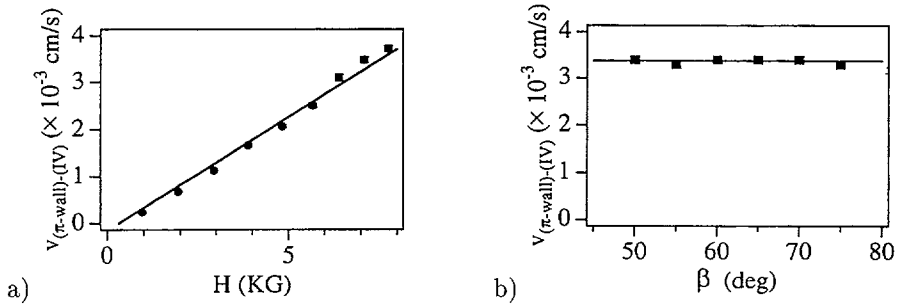 v(π-wall)-(IV) (× 10⁻³ cm/s)
4
3
2
1
0
5
H (KG)
a)
v(π-wall)-(IV) (× 10⁻³ cm/s)
4
3
2
1
0
50
60
70
80
β (deg)
b)